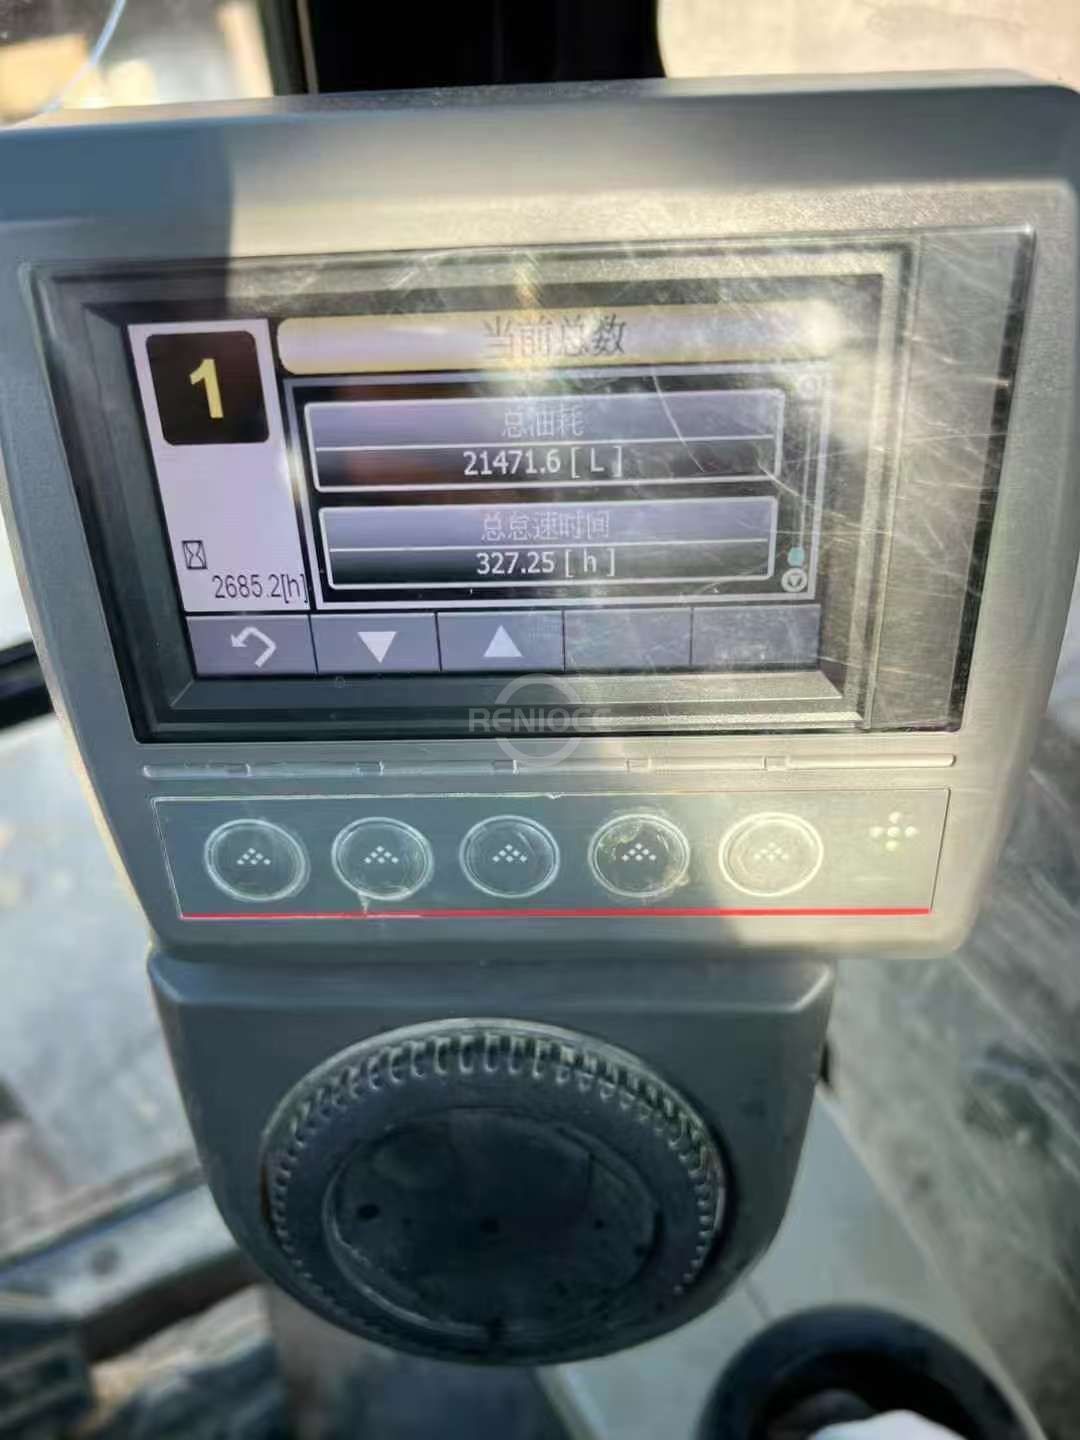 1
当前总数
总油耗
21471.6 [ L ]
总怠速时间
327.25 [ h ]
2685.2[h]
RENIOCE